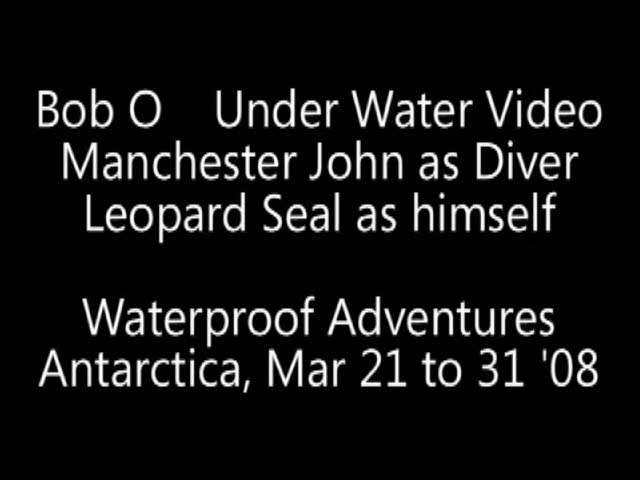 Bob O    Under Water Video
Manchester John as Diver
Leopard Seal as himself
Waterproof Adventures
Antarctica, Mar 21 to 31 '08